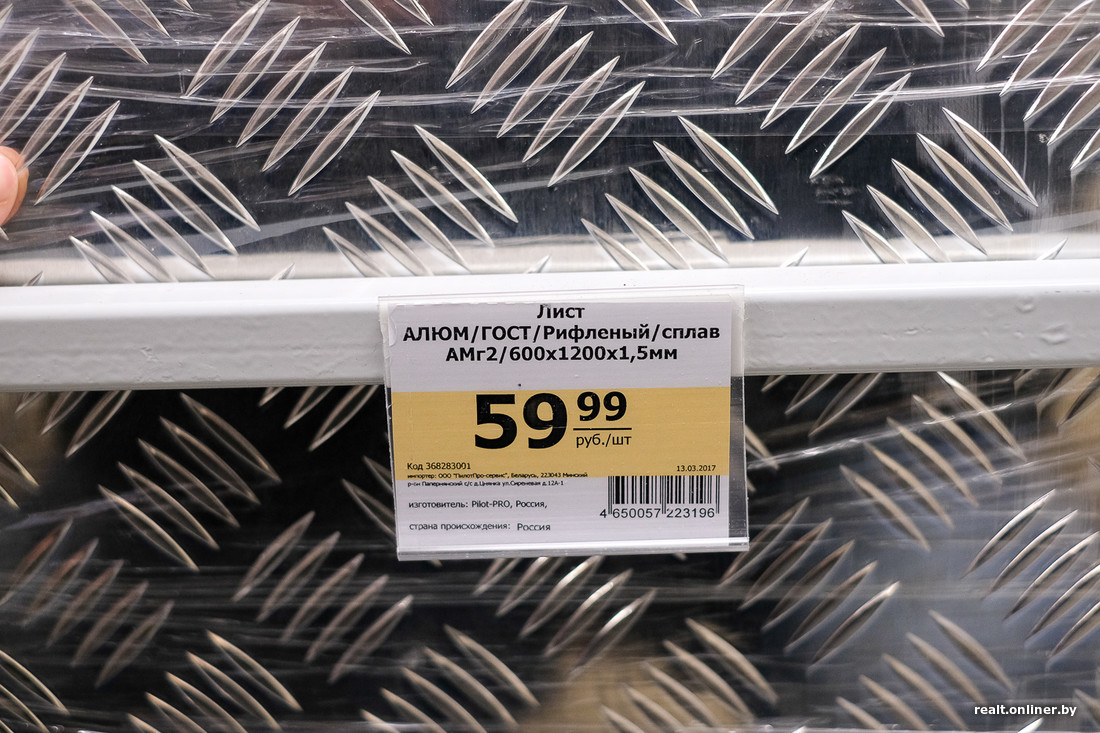 Лист
АЛЮМ/ГОСТ/Рифленый/сплав
АМг2/600х1200х1,5мм
59 99
руб./шт
Код 368283001
13.03.2017
импортер: ООО "ПилотПро-сервис", Беларусь, 223043 Минский
р-он Папернянский с/с д.Цнянка ул.Сиреневая д.12А-1
изготовитель: Pilot-PRO, Россия,
4 650057 223196
страна происхождения: Россия
realt.onliner.by